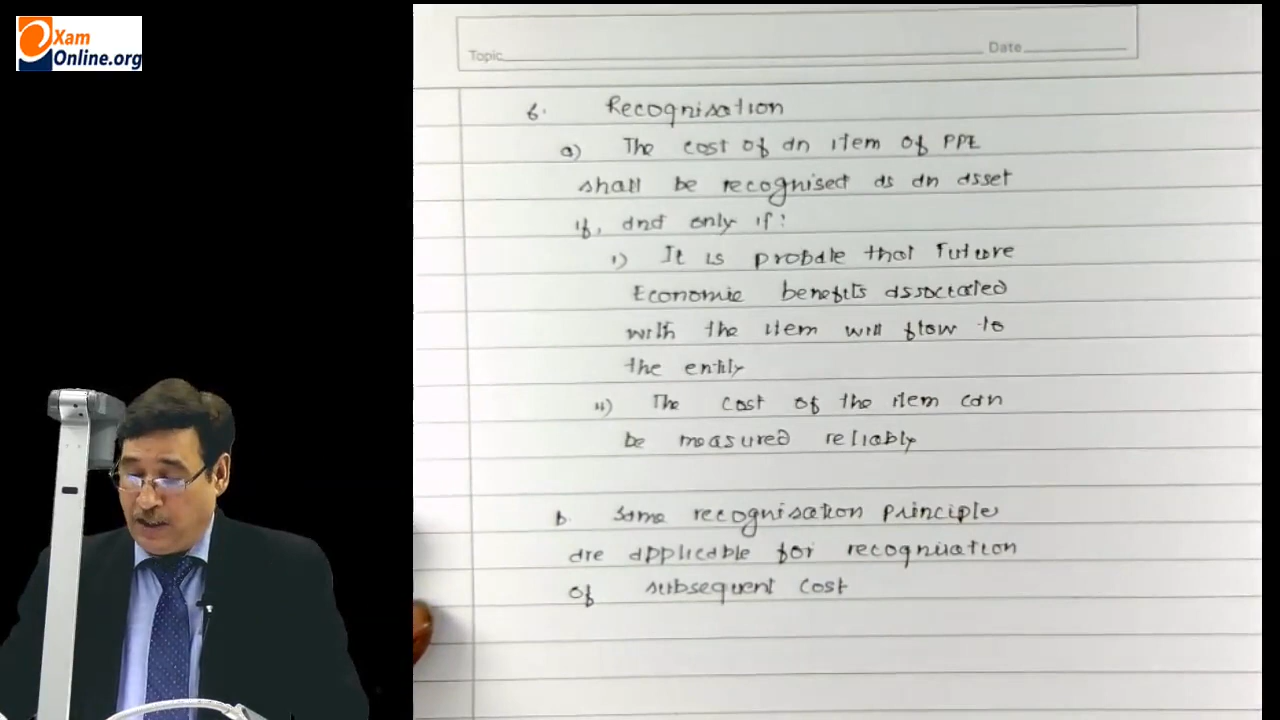 Xam
Online.org
Topic
Date
6. Recognisation
a) The cost of an item of PPE
shall be recognised as an asset
if, and only if:
i) It is probale that Future
Economic benefits associated
with the item will flow to
the entity
ii) The cost of the item can
be measured reliably
b. Same recognisation principle
are applicable for recognisation
of subsequent cost